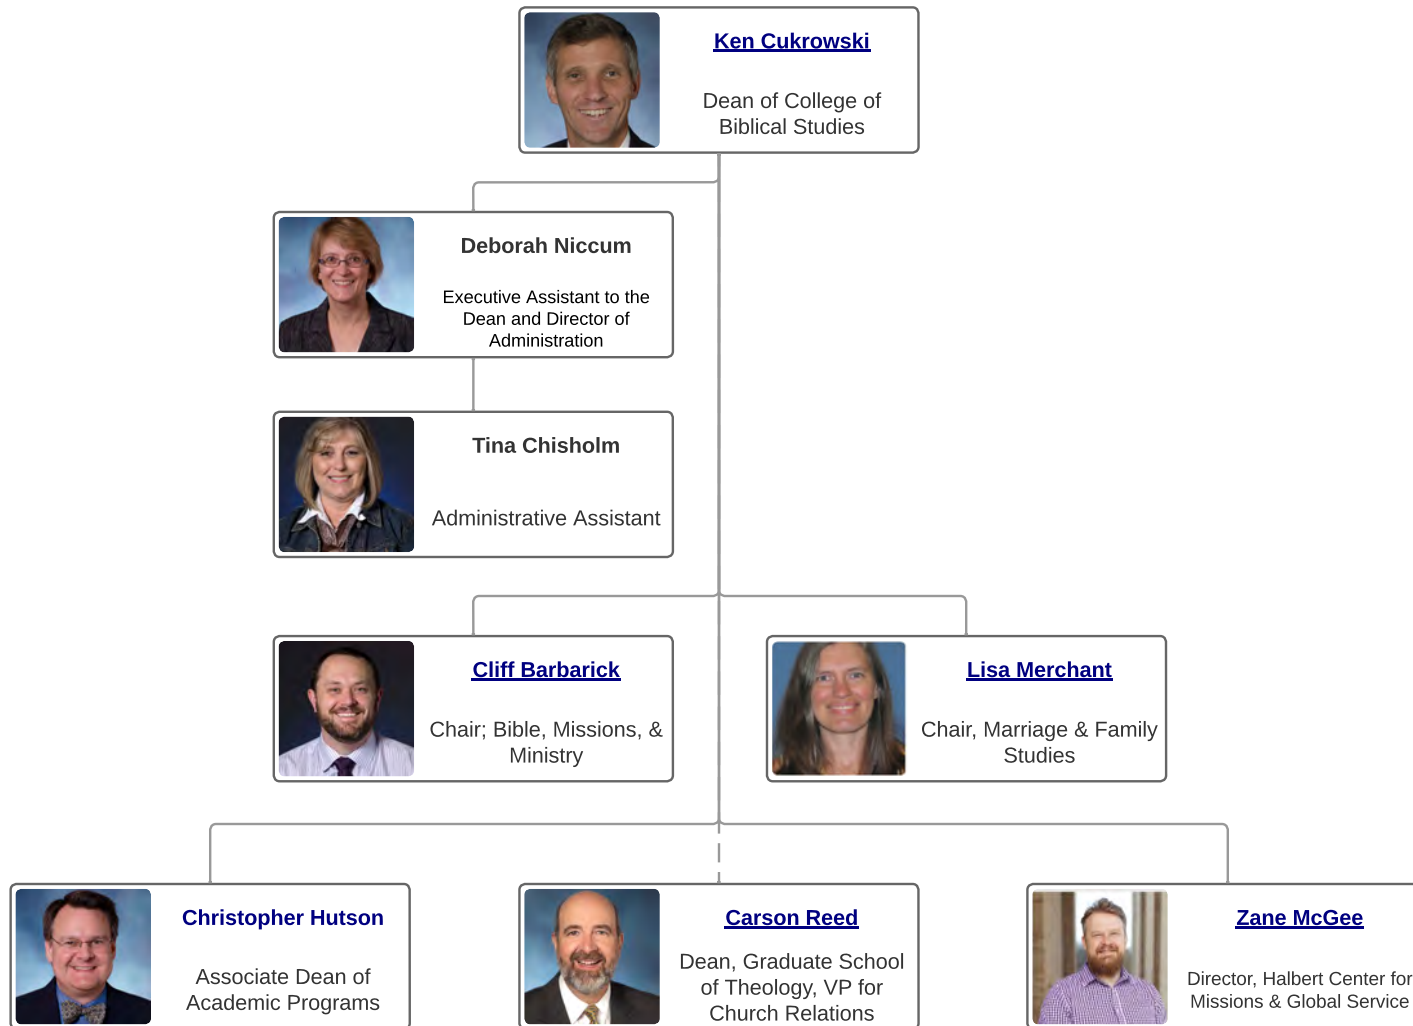 Ken Cukrowski
Dean of College of
Biblical Studies
Deborah Niccum
Executive Assistant to the
Dean and Director of
Administration
Tina Chisholm
Administrative Assistant
Cliff Barbarick
Chair; Bible, Missions, &
Ministry
Lisa Merchant
Chair, Marriage & Family
Studies
Christopher Hutson
Associate Dean of
Academic Programs
Carson Reed
Dean, Graduate School
of Theology, VP for
Church Relations
Zane McGee
Director, Halbert Center for
Missions & Global Service